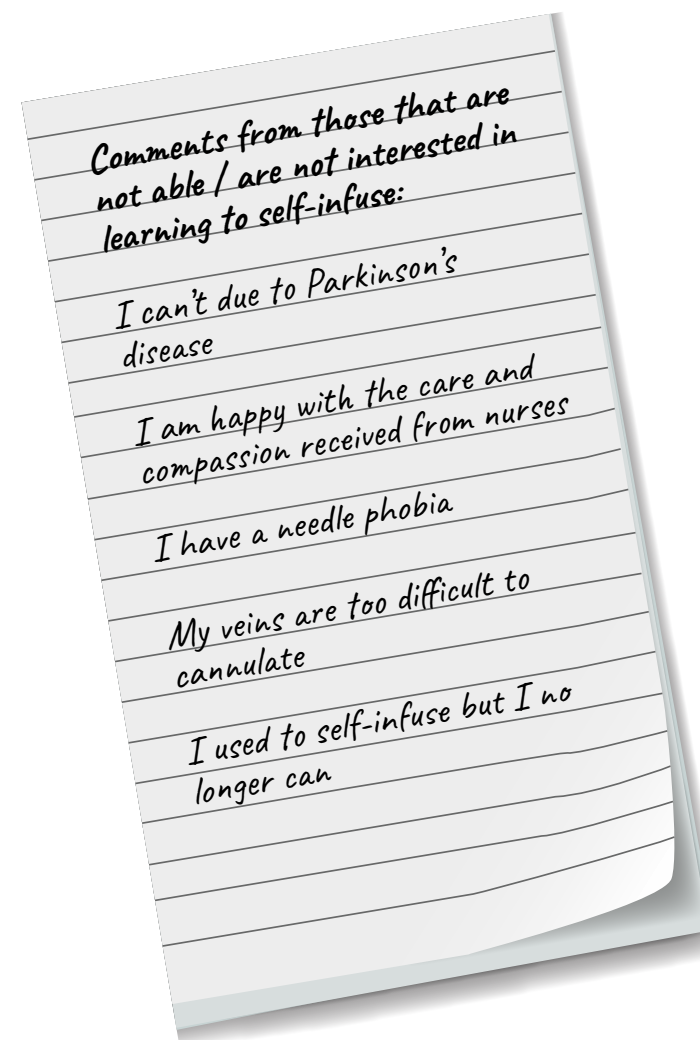 Comments from those that are
not able / are not interested in
learning to self-infuse:
I can’t due to Parkinson’s
disease
I am happy with the care and
compassion received from nurses
I have a needle phobia
My veins are too difficult to
cannulate
I used to self-infuse but I no
longer can